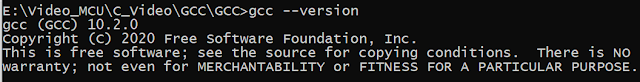 E:\Video_MCU\C_Video\GCC\GCC>gcc --version
gcc (GCC) 10.2.0
Copyright (C) 2020 Free Software Foundation, Inc.
This is free software; see the source for copying conditions.  There is NO
warranty; not even for MERCHANTABILITY or FITNESS FOR A PARTICULAR PURPOSE.